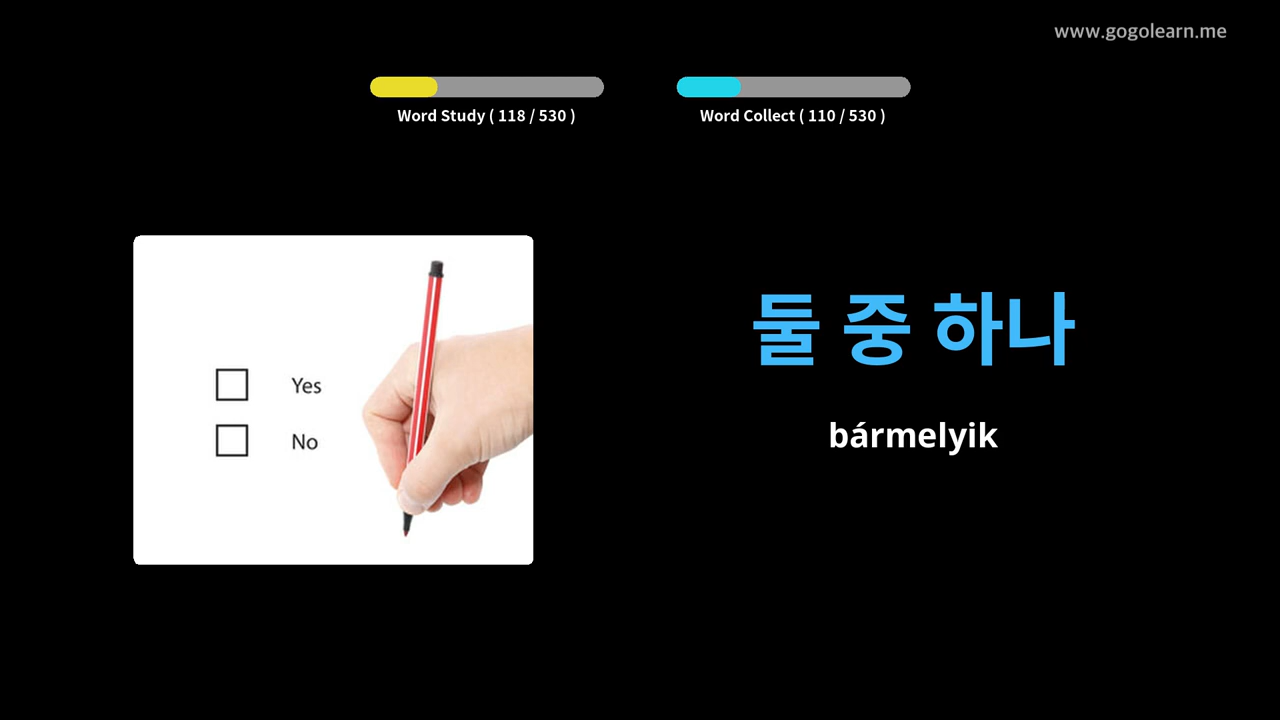 www.gogolearn.me
Word Study ( 118 / 530 )
Word Collect ( 110 / 530 )
Yes
No
둘 중 하나
bármelyik